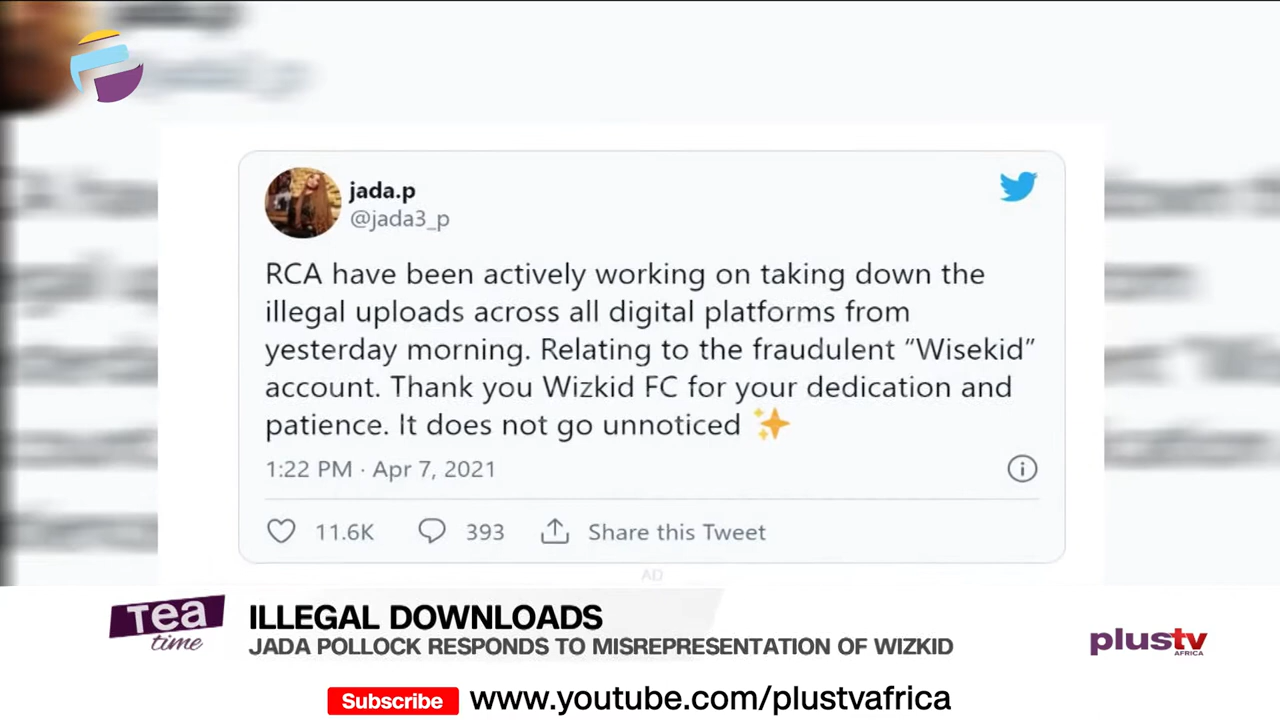 jada.p
@jada3_p
RCA have been actively working on taking down the
illegal uploads across all digital platforms from
yesterday morning. Relating to the fraudulent “Wisekid”
account. Thank you Wizkid FC for your dedication and
patience. It does not go unnoticed ✨
1:22 PM · Apr 7, 2021
11.6K 393 Share this Tweet
AD
Tea
time
ILLEGAL DOWNLOADS
JADA POLLOCK RESPONDS TO MISREPRESENTATION OF WIZKID
plustv
AFRICA
Subscribe www.youtube.com/plustvafrica